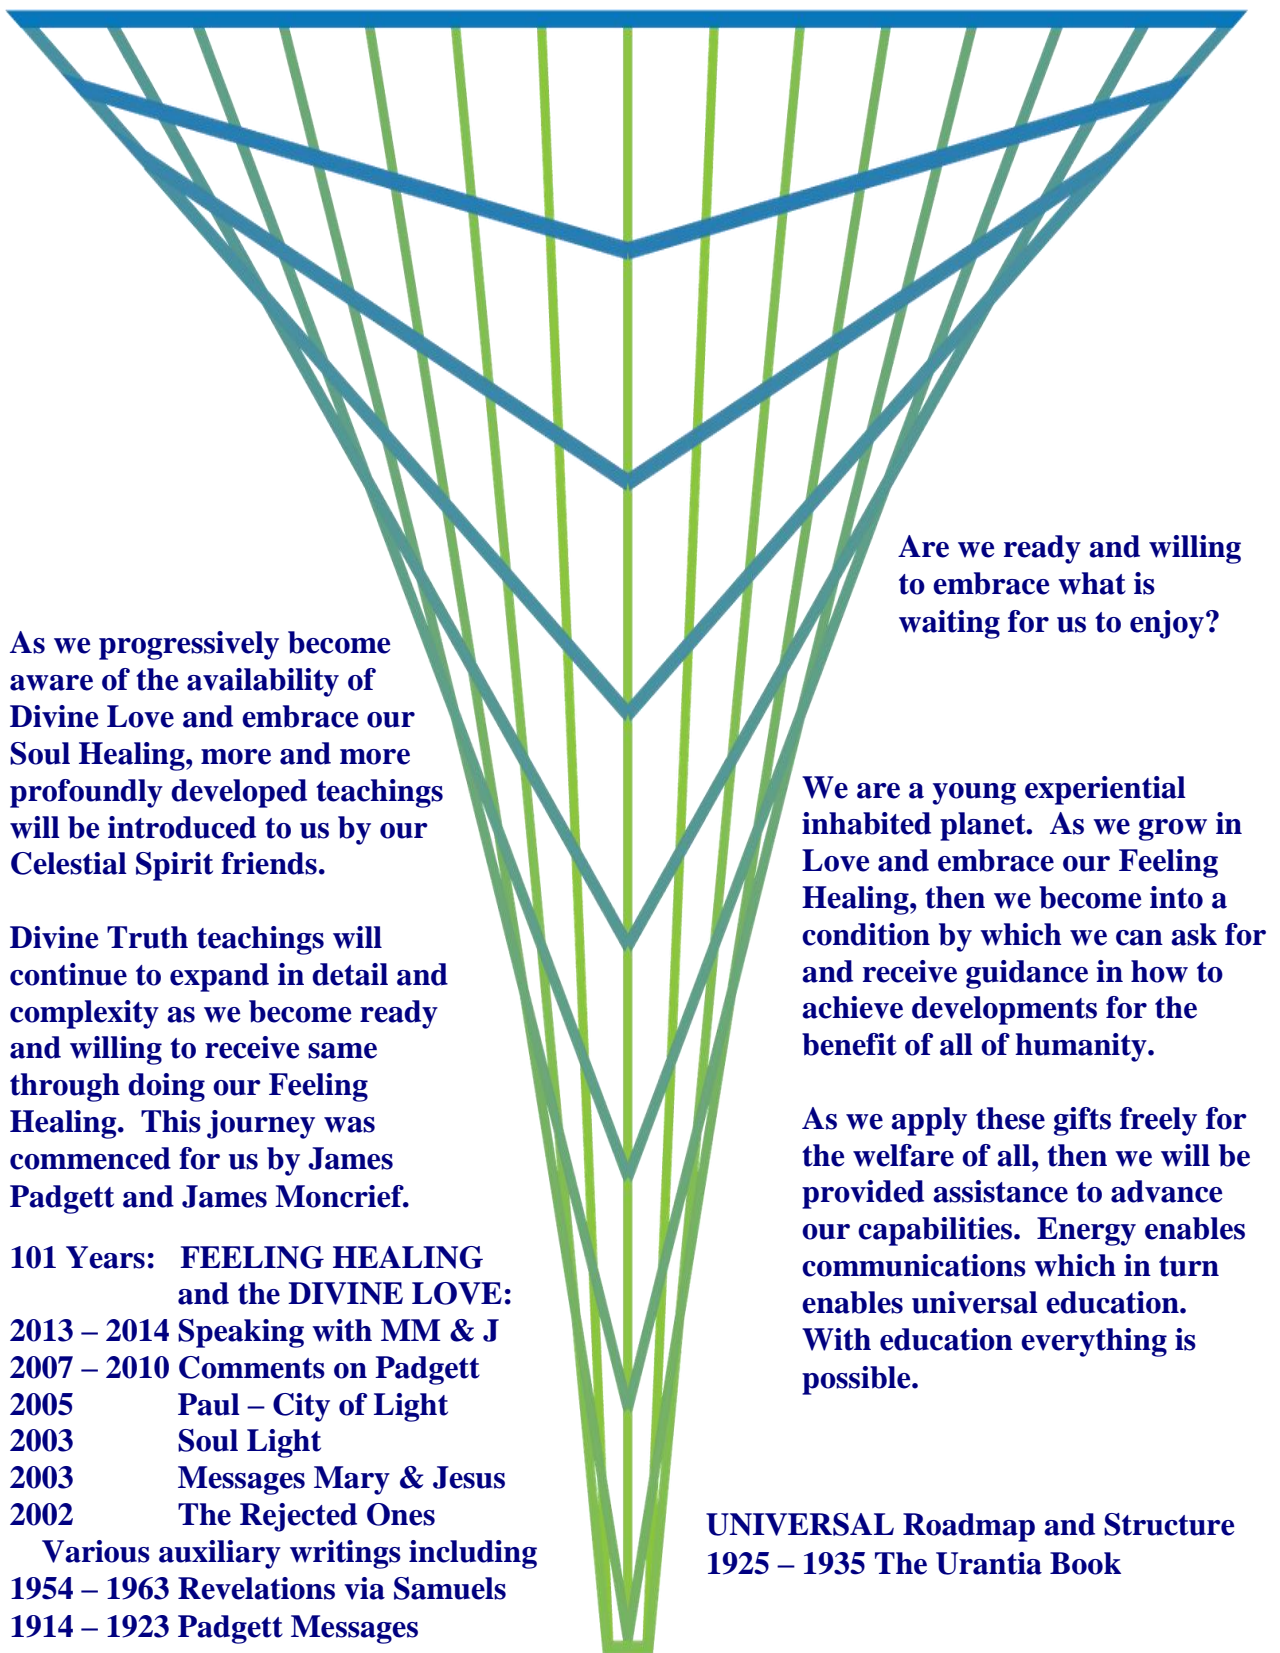 Are we ready and willing
to embrace what is
waiting for us to enjoy?
As we progressively become
aware of the availability of
Divine Love and embrace our
Soul Healing, more and more
profoundly developed teachings
will be introduced to us by our
Celestial Spirit friends.
Divine Truth teachings will
continue to expand in detail and
complexity as we become ready
and willing to receive same
through doing our Feeling
Healing.  This journey was
commenced for us by James
Padgett and James Moncrief.
We are a young experiential
inhabited planet.  As we grow in
Love and embrace our Feeling
Healing, then we become into a
condition by which we can ask for
and receive guidance in how to
achieve developments for the
benefit of all of humanity.
As we apply these gifts freely for
the welfare of all, then we will be
provided assistance to advance
our capabilities.  Energy enables
communications which in turn
enables universal education.
With education everything is
possible.
101 Years:   FEELING HEALING
and the DIVINE LOVE:
2013 – 2014 Speaking with MM & J
2007 – 2010 Comments on Padgett
2005 Paul – City of Light
2003 Soul Light
2003 Messages Mary & Jesus
2002 The Rejected Ones
Various auxiliary writings including
1954 – 1963 Revelations via Samuels
1914 – 1923 Padgett Messages
UNIVERSAL Roadmap and Structure
1925 – 1935 The Urantia Book